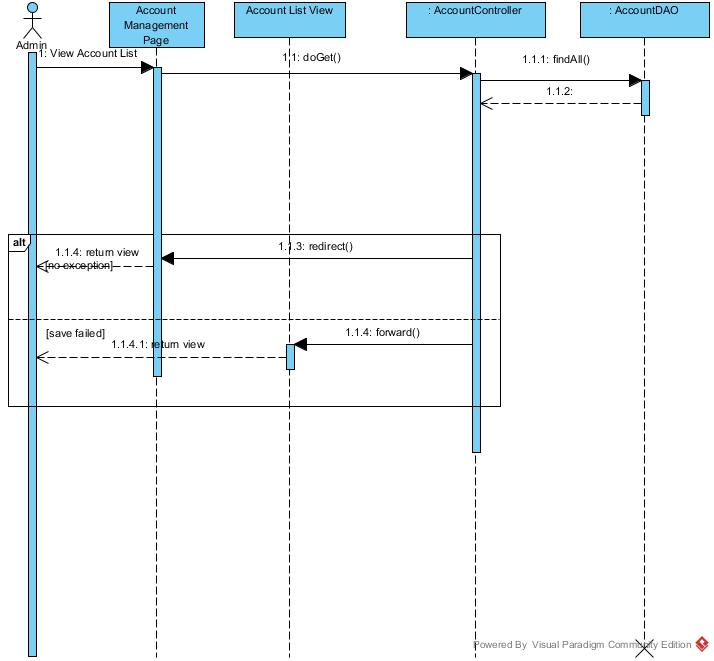 Admin
Account
Management
Page
Account List View
: AccountController
: AccountDAO
1: View Account List
1.1: doGet()
1.1.1: findAll()
1.1.2:
alt
1.1.3: redirect()
1.1.4: return view
[no exception]
[save failed]
1.1.4: forward()
1.1.4.1: return view
Powered By Visual Paradigm Community Edition